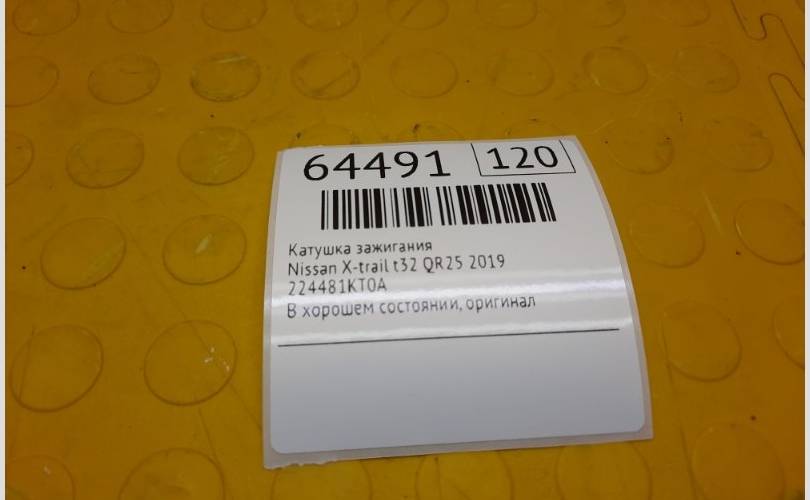 64491 120
Катушка зажигания
Nissan X-trail t32 QR25 2019
224481KT0A
В хорошем состоянии, оригинал